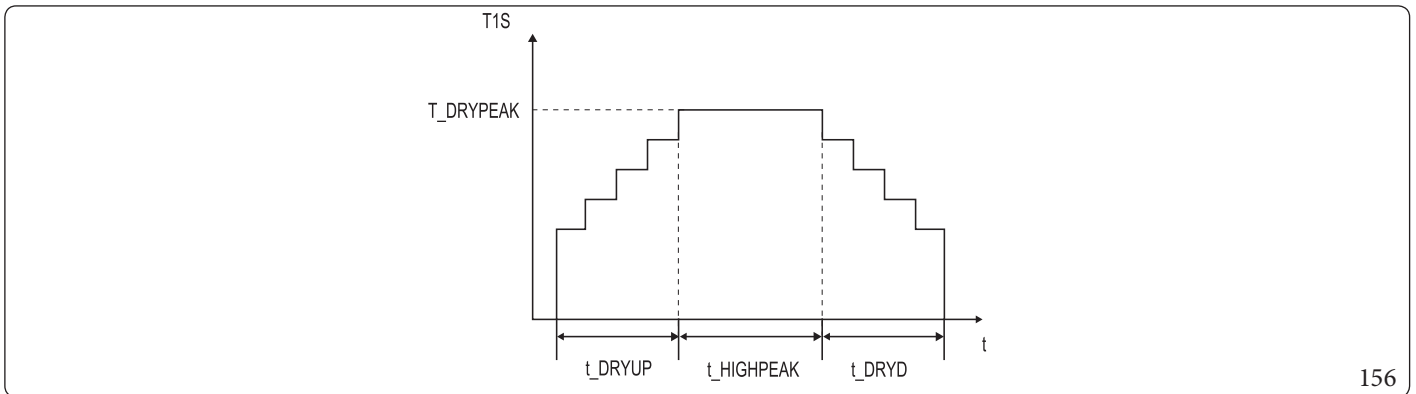 T1S
T_DRYPEAK
t
t_DRYUP
t_HIGHPEAK
t_DRYD
156